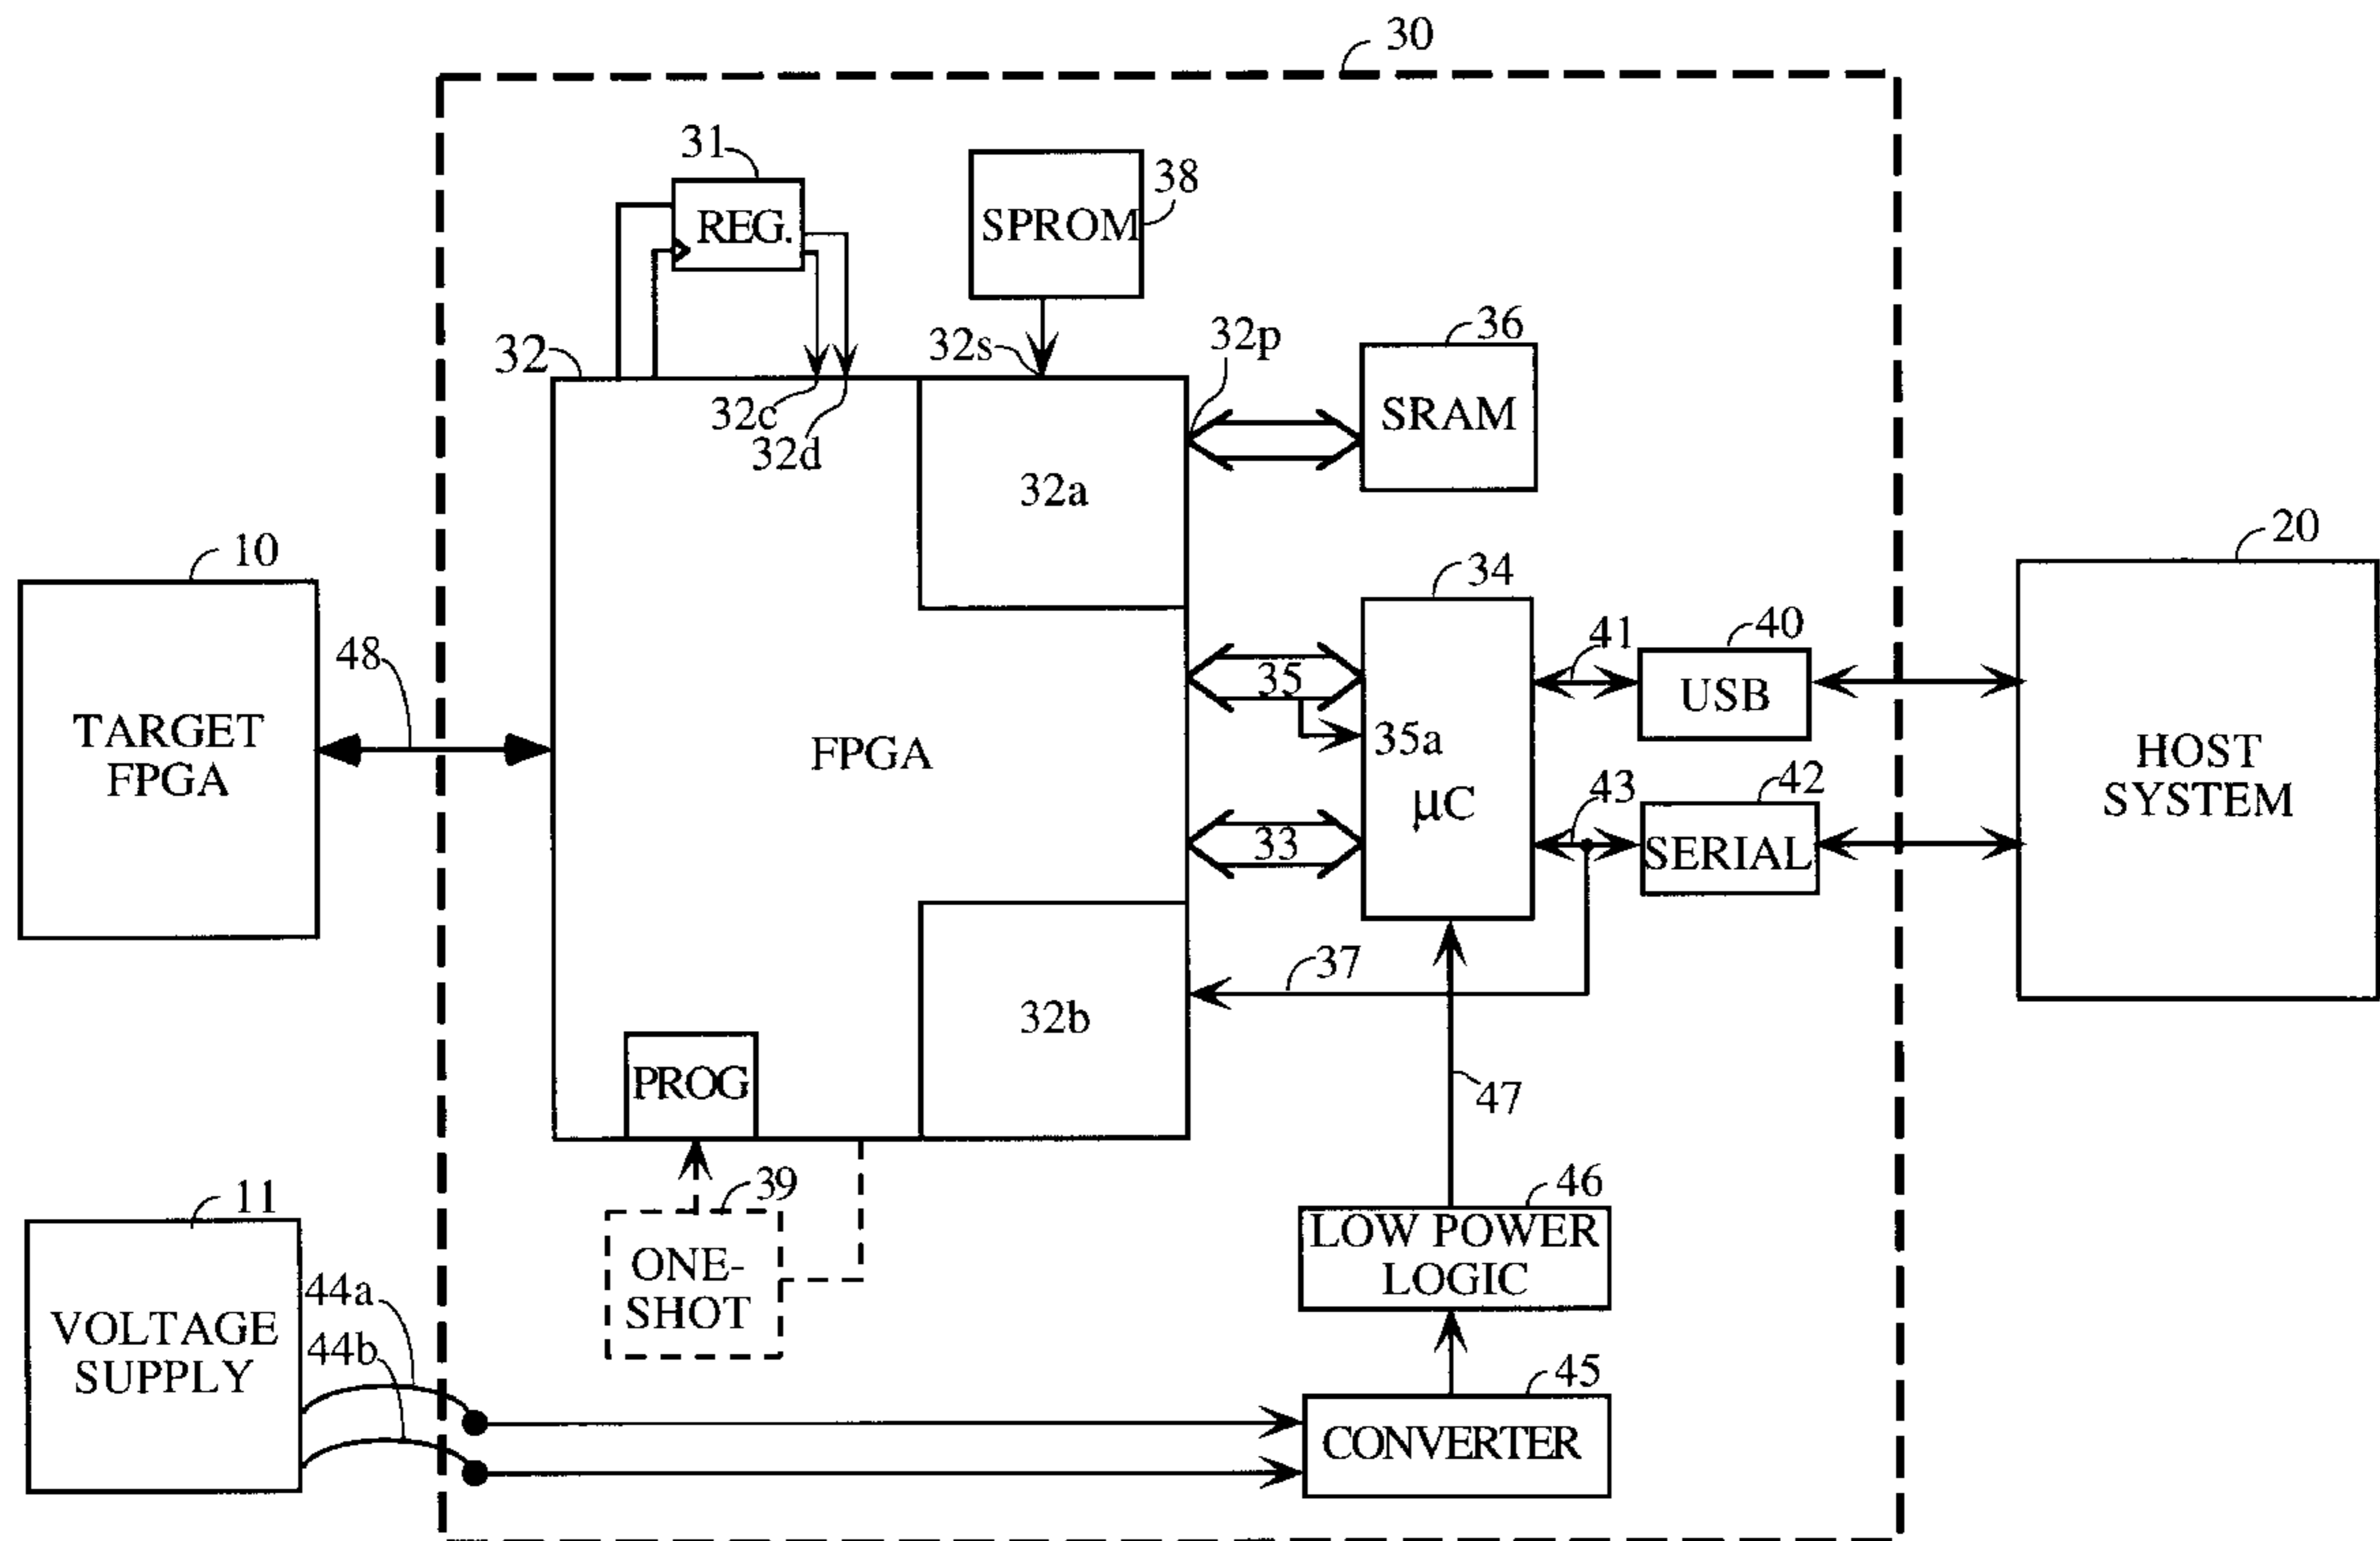 30
31
REG.
SPROM
38
32
32c
32d
32s
32p
36
SRAM
32a
10
TARGET
FPGA
48
FPGA
35
35a
34
µC
33
41
40
USB
43
42
SERIAL
20
HOST
SYSTEM
37
32b
PROG
47
39
ONE-
SHOT
46
LOW POWER
LOGIC
11
VOLTAGE
SUPPLY
44a
44b
45
CONVERTER